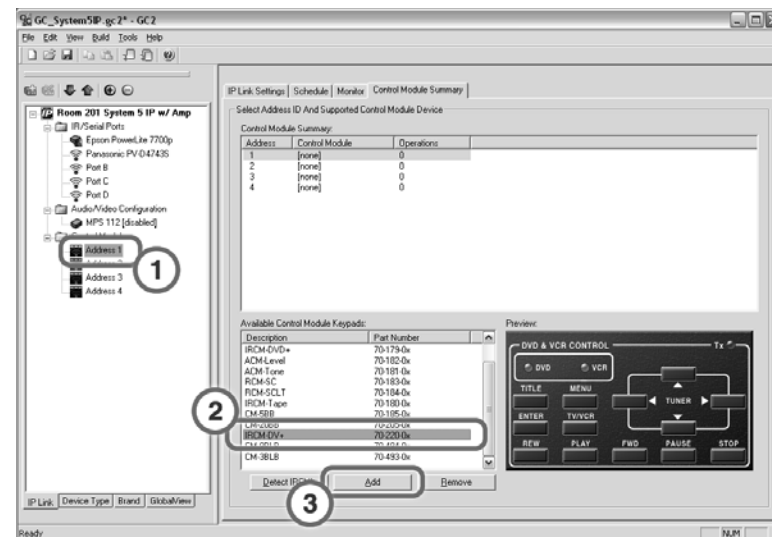 GC_System5IP.gc2* - GC2
File Edit View Build Tools Help
IP Link Settings Schedule Monitor Control Module Summary
Room 201 System 5 IP w/ Amp
IR/Serial Ports
Epson PowerLite 7700p
Panasonic PV-D4743S
Port B
Port C
Port D
Audio/Video Configuration
MPS 112 [disabled]
Address 1
1
Address 3
Address 4
Select Address ID And Supported Control Module Device
Control Module Summary:
Address Control Module Operations
1 [none] 0
2 [none] 0
3 [none] 0
4 [none] 0
Available Control Module Keypads:
Description Part Number
IRCM-DVD+ 70-179-0x
ACM-Level 70-182-0x
ACM-Tone 70-181-0x
RCM-SC 70-183-0x
RCM-SCLT 70-184-0x
IRCM-Tape 70-180-0x
CM-5BB 70-185-0x
2
IRCM-DV+ 70-220-0x
CM-3BLB 70-493-0x
Detect Add Remove
3
Preview:
DVD & VCR CONTROL Tx
DVD VCR
TITLE MENU
TUNER
ENTER TV/VCR
REW PLAY FWD PAUSE STOP
IP Link Device Type Brand GlobalView
Ready NUM